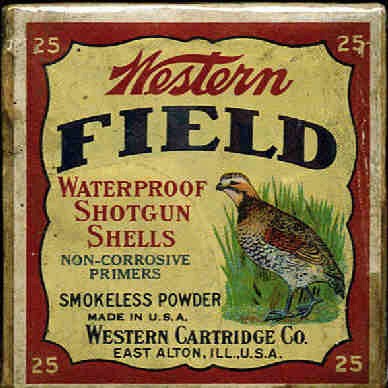 25 25
Western
FIELD
WATERPROOF
SHOTGUN
SHELLS
NON-CORROSIVE
PRIMERS
SMOKELESS POWDER
MADE IN U.S.A.
WESTERN CARTRIDGE CO.
EAST ALTON, ILL., U.S.A.
25 25